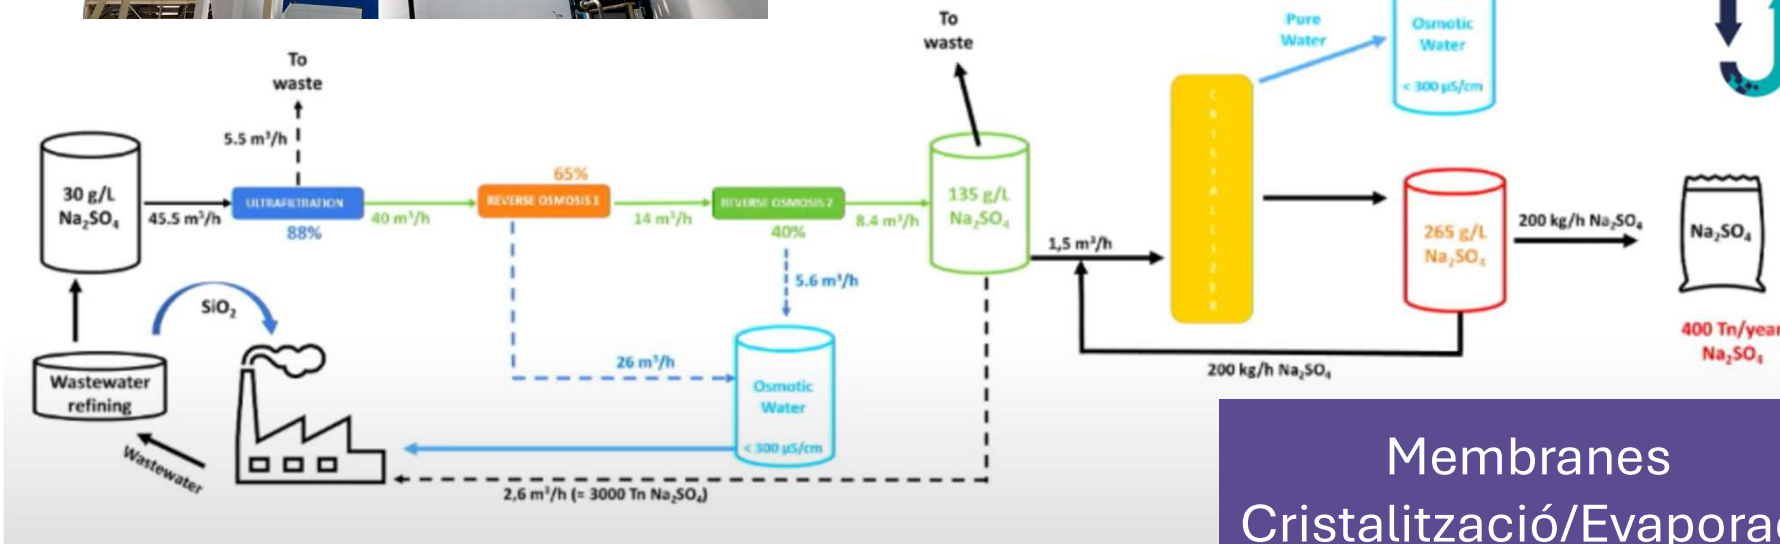 To
waste
5.5 m³/h
30 g/L
Na₂SO₄
45.5 m³/h
ULTRAFILTRATION
88%
40 m³/h
65%
REVERSE OSMOSIS 1
14 m³/h
REVERSE OSMOSIS 2
40%
8.4 m³/h
5.6 m³/h
26 m³/h
Osmotic
Water
< 300 µS/cm
2,6 m³/h (= 3000 Tn Na₂SO₄)
SiO₂
Wastewater
refining
Wastewater
To
waste
135 g/L
Na₂SO₄
1,5 m³/h
CRISTALLIZER
Pure
Water
Osmotic
Water
< 300 µS/cm
265 g/L
Na₂SO₄
200 kg/h Na₂SO₄
200 kg/h Na₂SO₄
Na₂SO₄
400 Tn/year
Na₂SO₄
Membranes
Cristalització/Evaporac